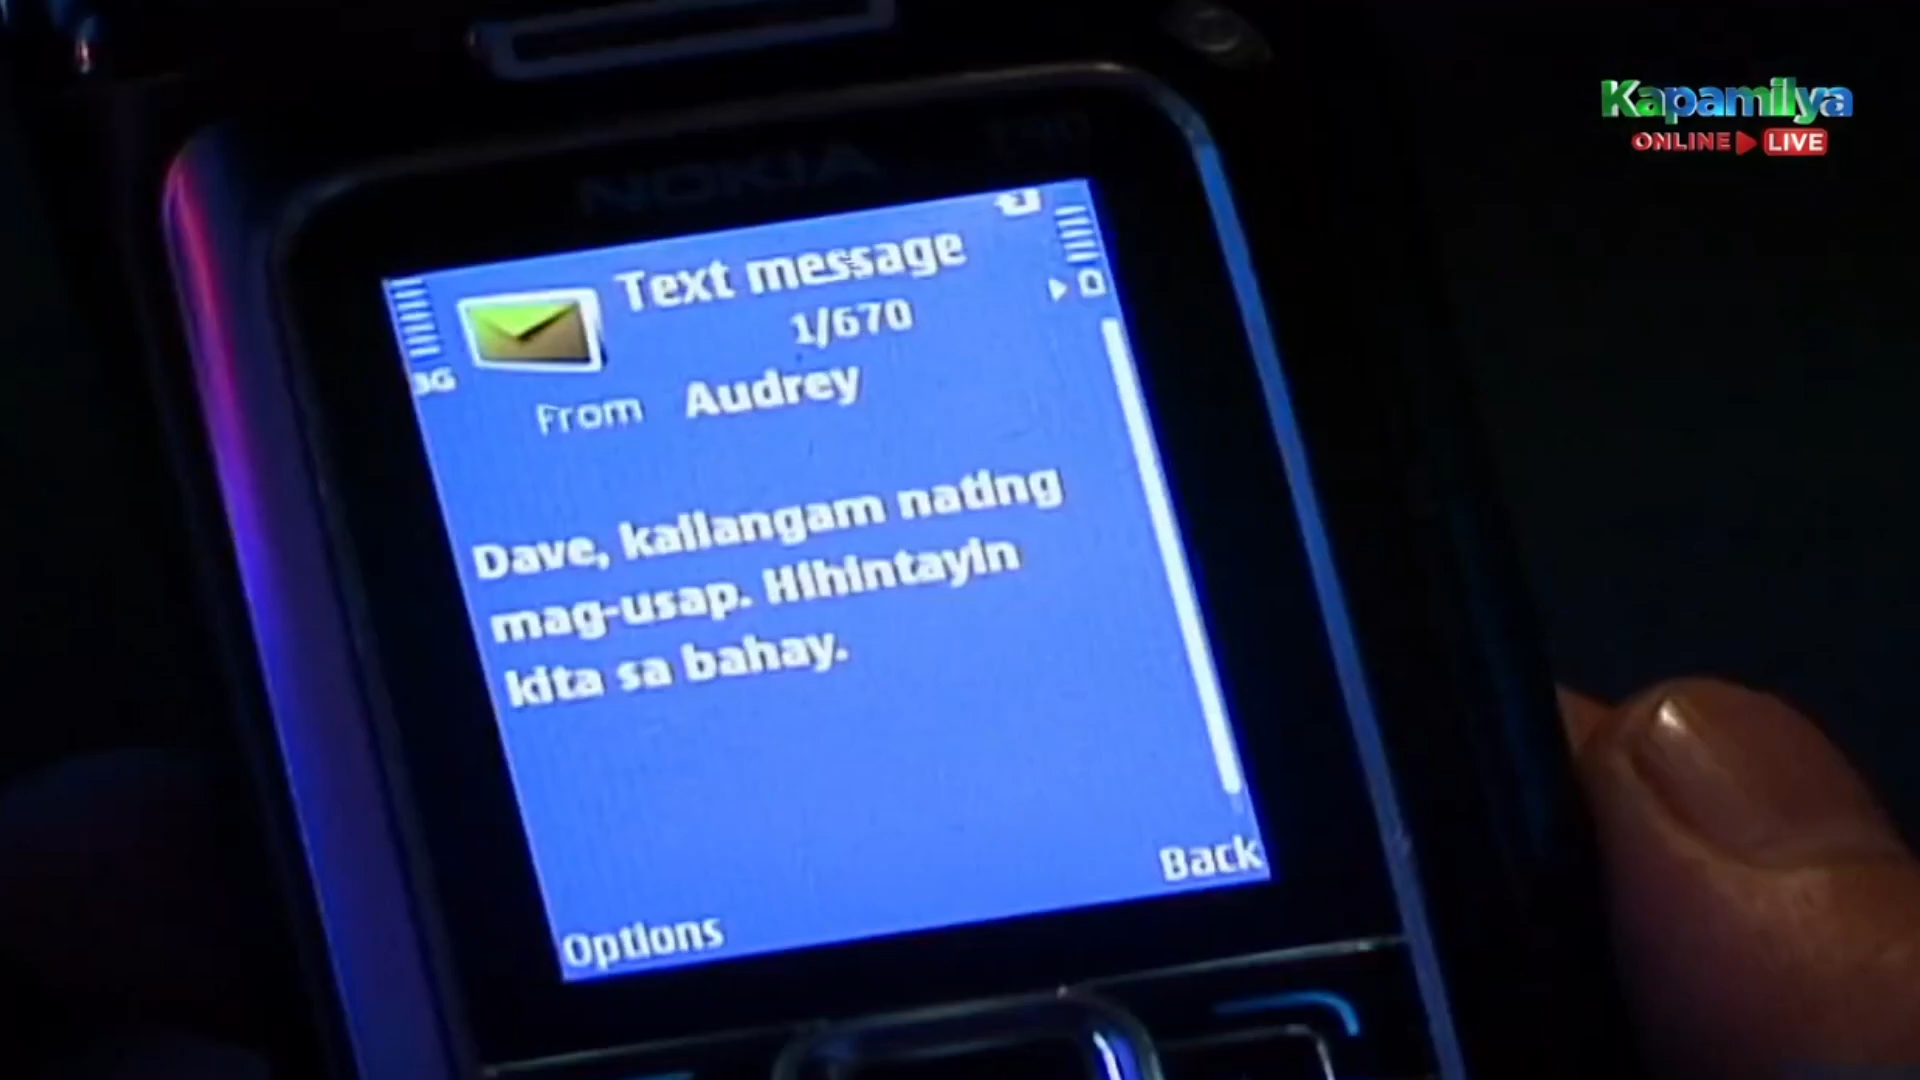 Kapamilya
ONLINE LIVE
NOKIA
Text message
1/670
3G
From Audrey
Dave, kailangam nating
mag-usap. Hihintayin
kita sa bahay.
Back
Options